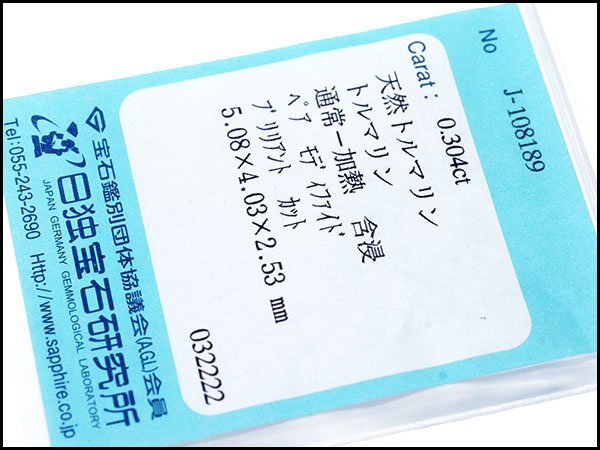 No J-108189
Carat: 0.304ct
天然トルマリン
トルマリン
通常－加熱 含浸
ペア モディファイド
ブリリアント カット
5.08×4.03×2.53 mm
032222
宝石鑑別団体協議会(AGL)会員
日独宝石研究所
JAPAN GERMANY GEMMOLOGICAL LABORATORY
Tel:055-243-2690 Http://www.sapphire.co.jp